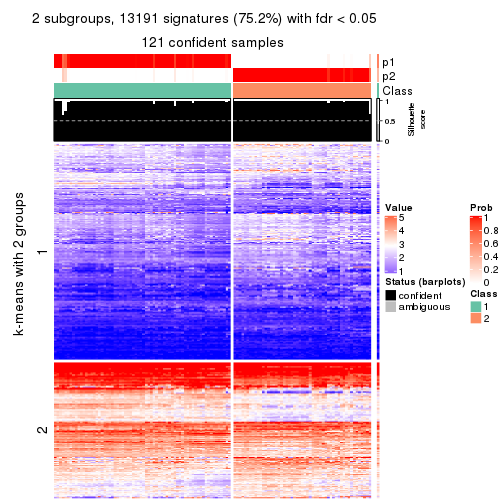 2 subgroups, 13191 signatures (75.2%) with fdr < 0.05
121 confident samples
p1
p2
Class
1
0.5
0
Silhouette
score
k-means with 2 groups
1
2
Value
5
4
3
2
1
Status (barplots)
confident
ambiguous
Prob
1
0.8
0.6
0.4
0.2
0
Class
1
2